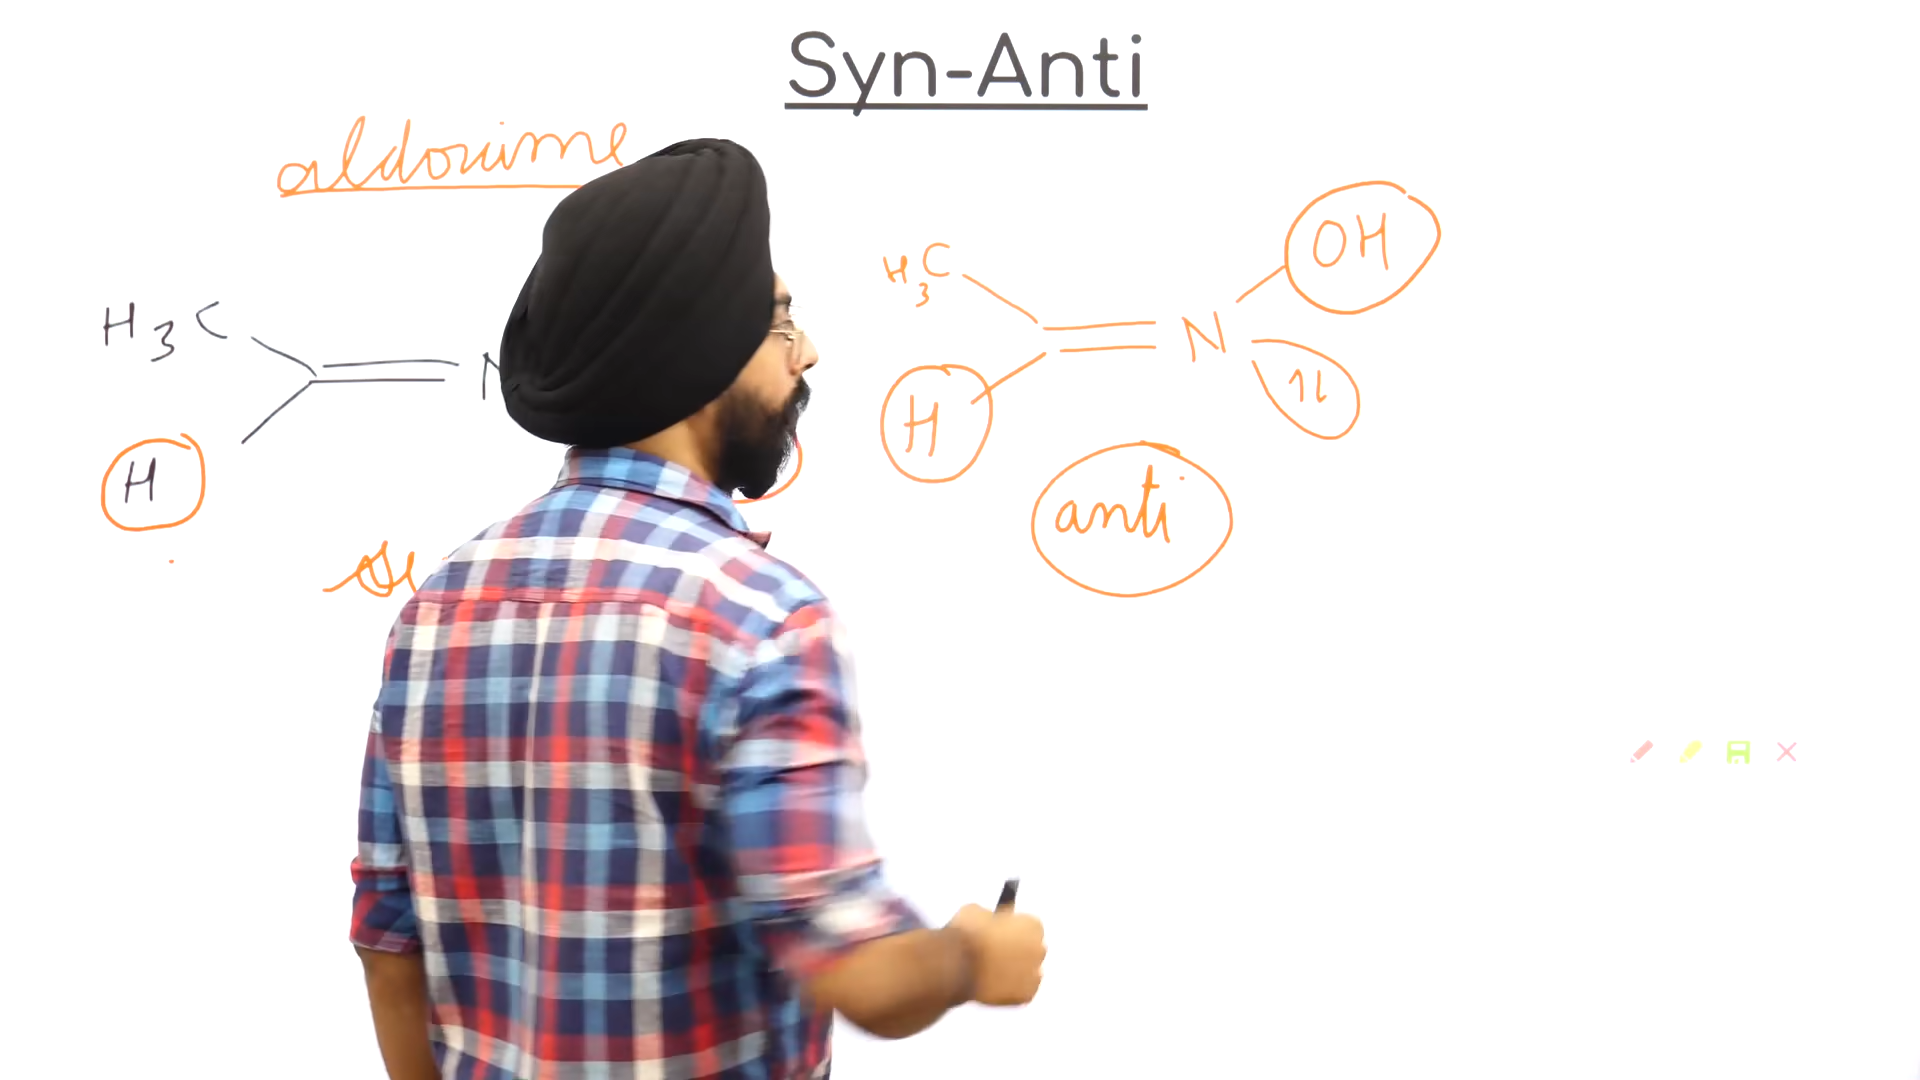 Syn-Anti
aldoxime
H3C
N
H
H3C
N
OH
H
anti